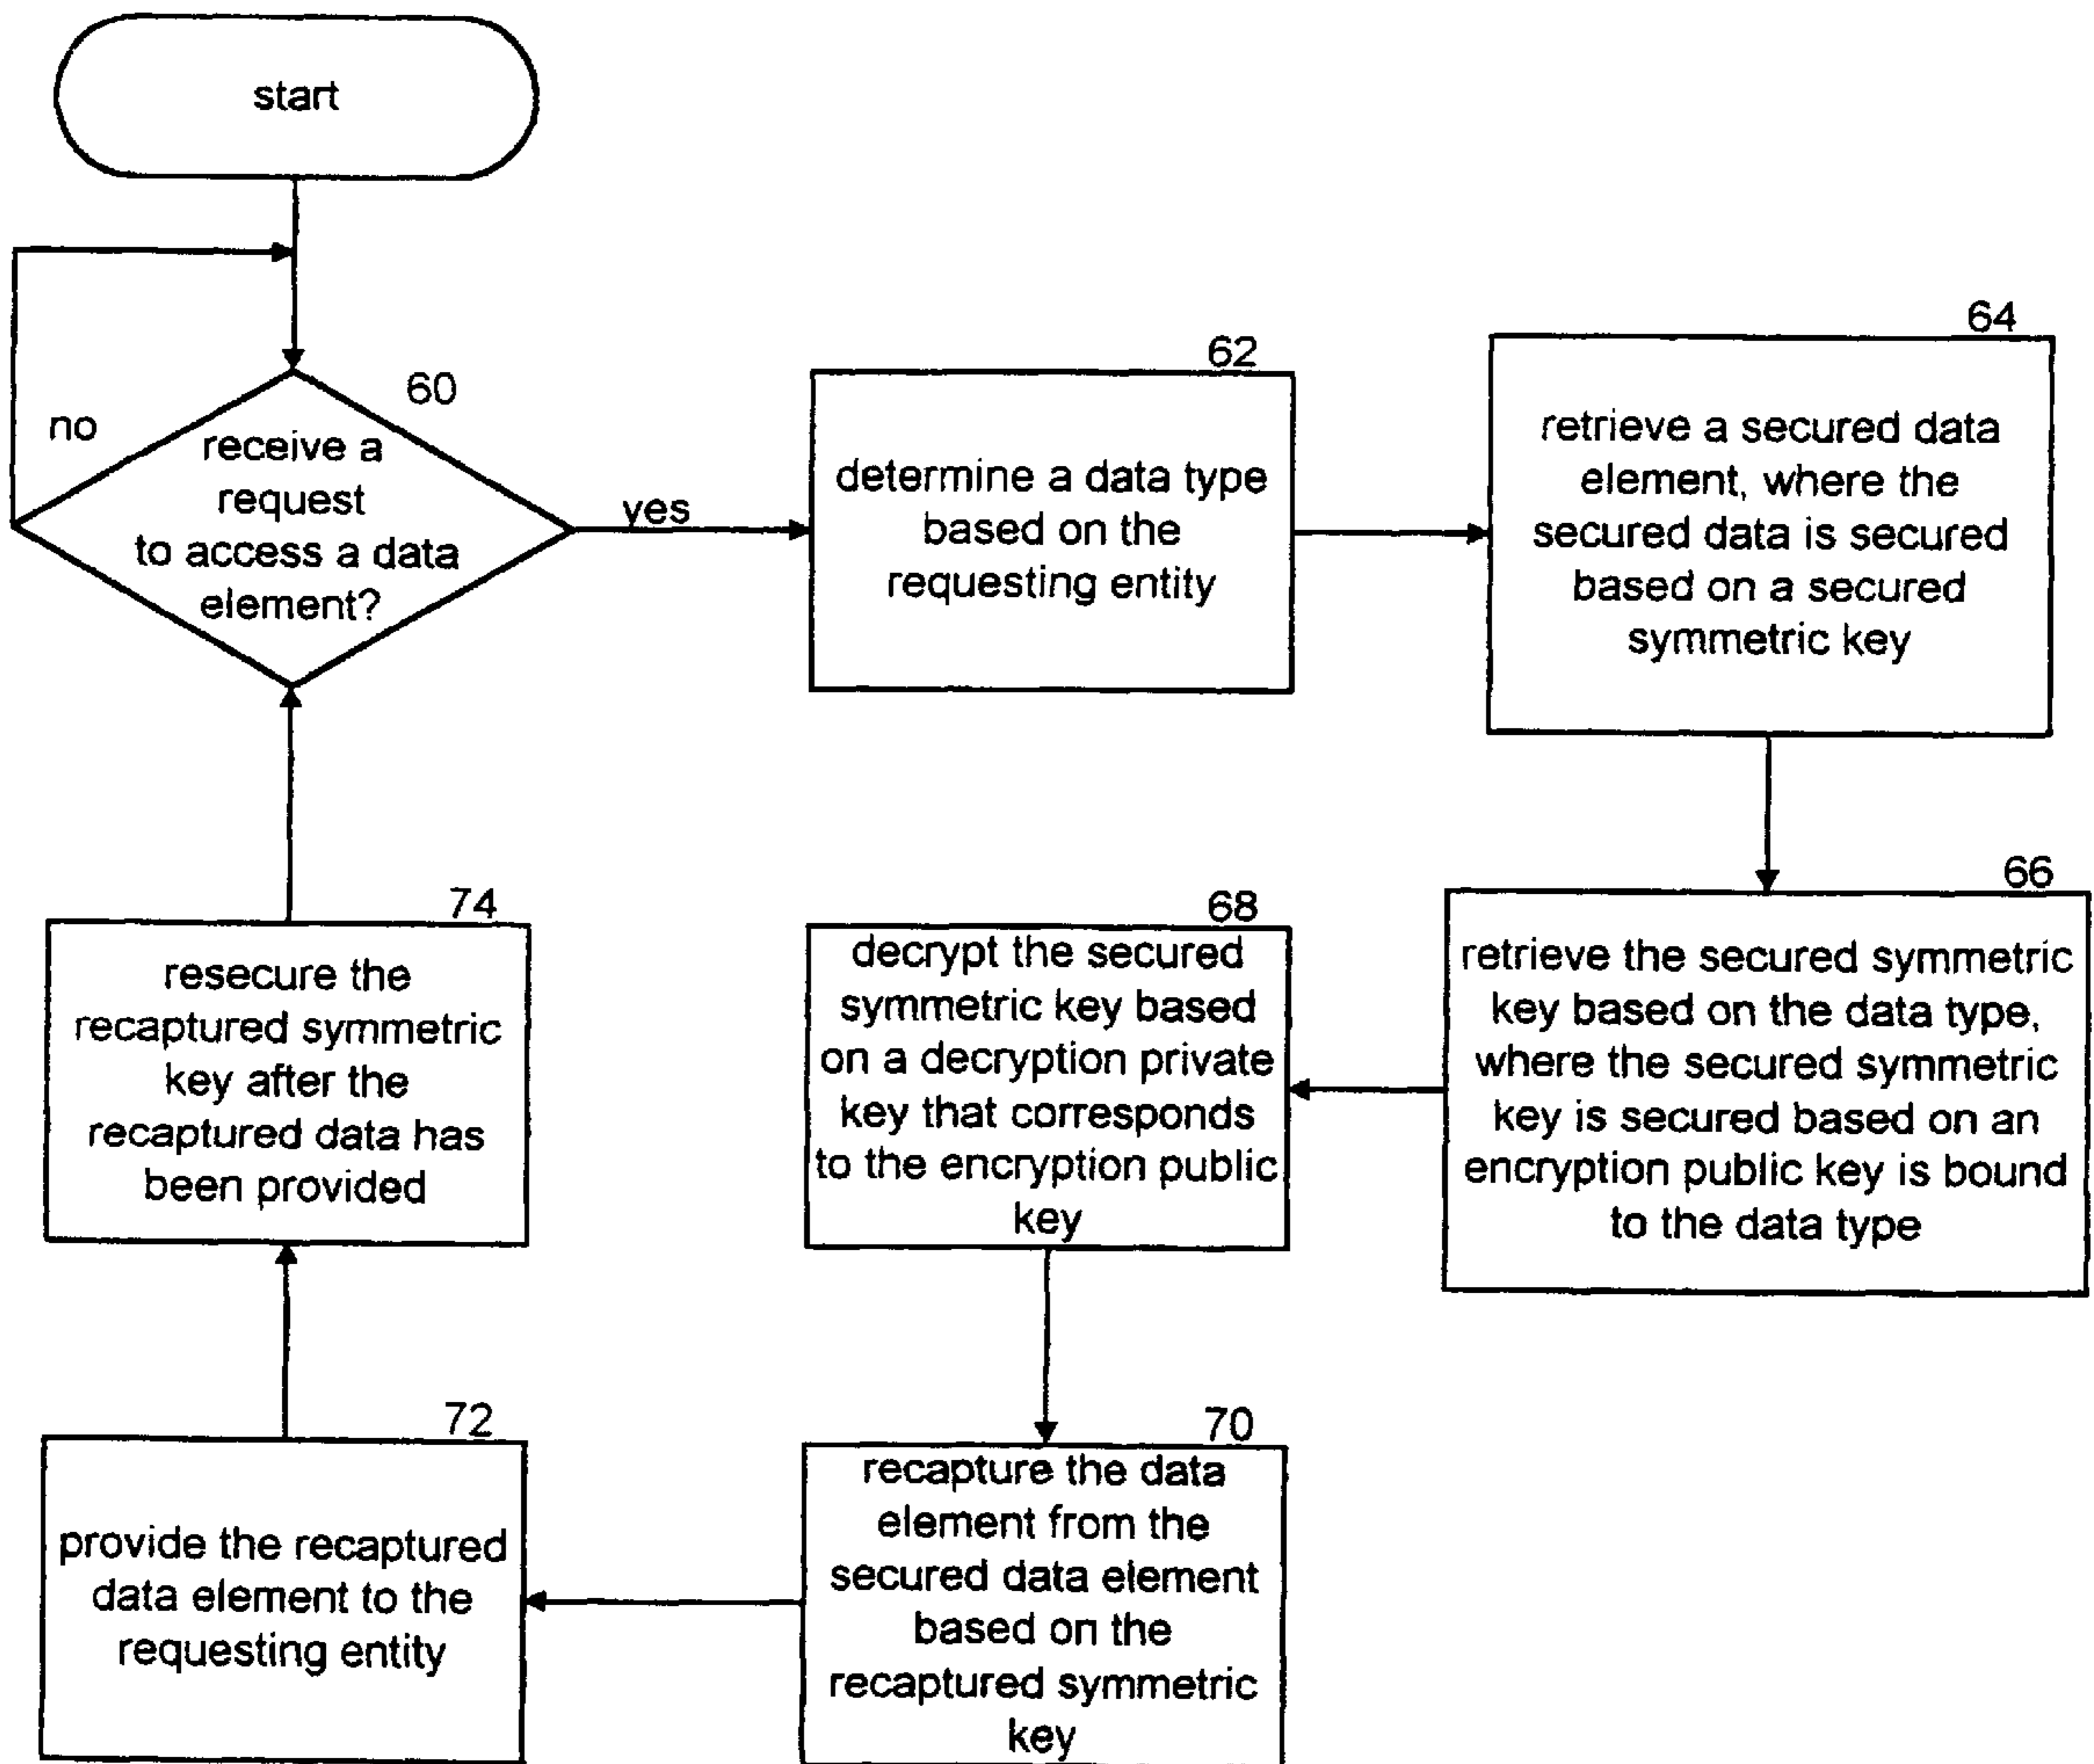 start
60
no
receive a
request
to access a data
element?
yes
62
determine a data type
based on the
requesting entity
64
retrieve a secured data
element, where the
secured data is secured
based on a secured
symmetric key
66
retrieve the secured symmetric
key based on the data type,
where the secured symmetric
key is secured based on an
encryption public key is bound
to the data type
68
decrypt the secured
symmetric key based
on a decryption private
key that corresponds
to the encryption public
key
70
recapture the data
element from the
secured data element
based on the
recaptured symmetric
key
72
provide the recaptured
data element to the
requesting entity
74
resecure the
recaptured symmetric
key after the
recaptured data has
been provided